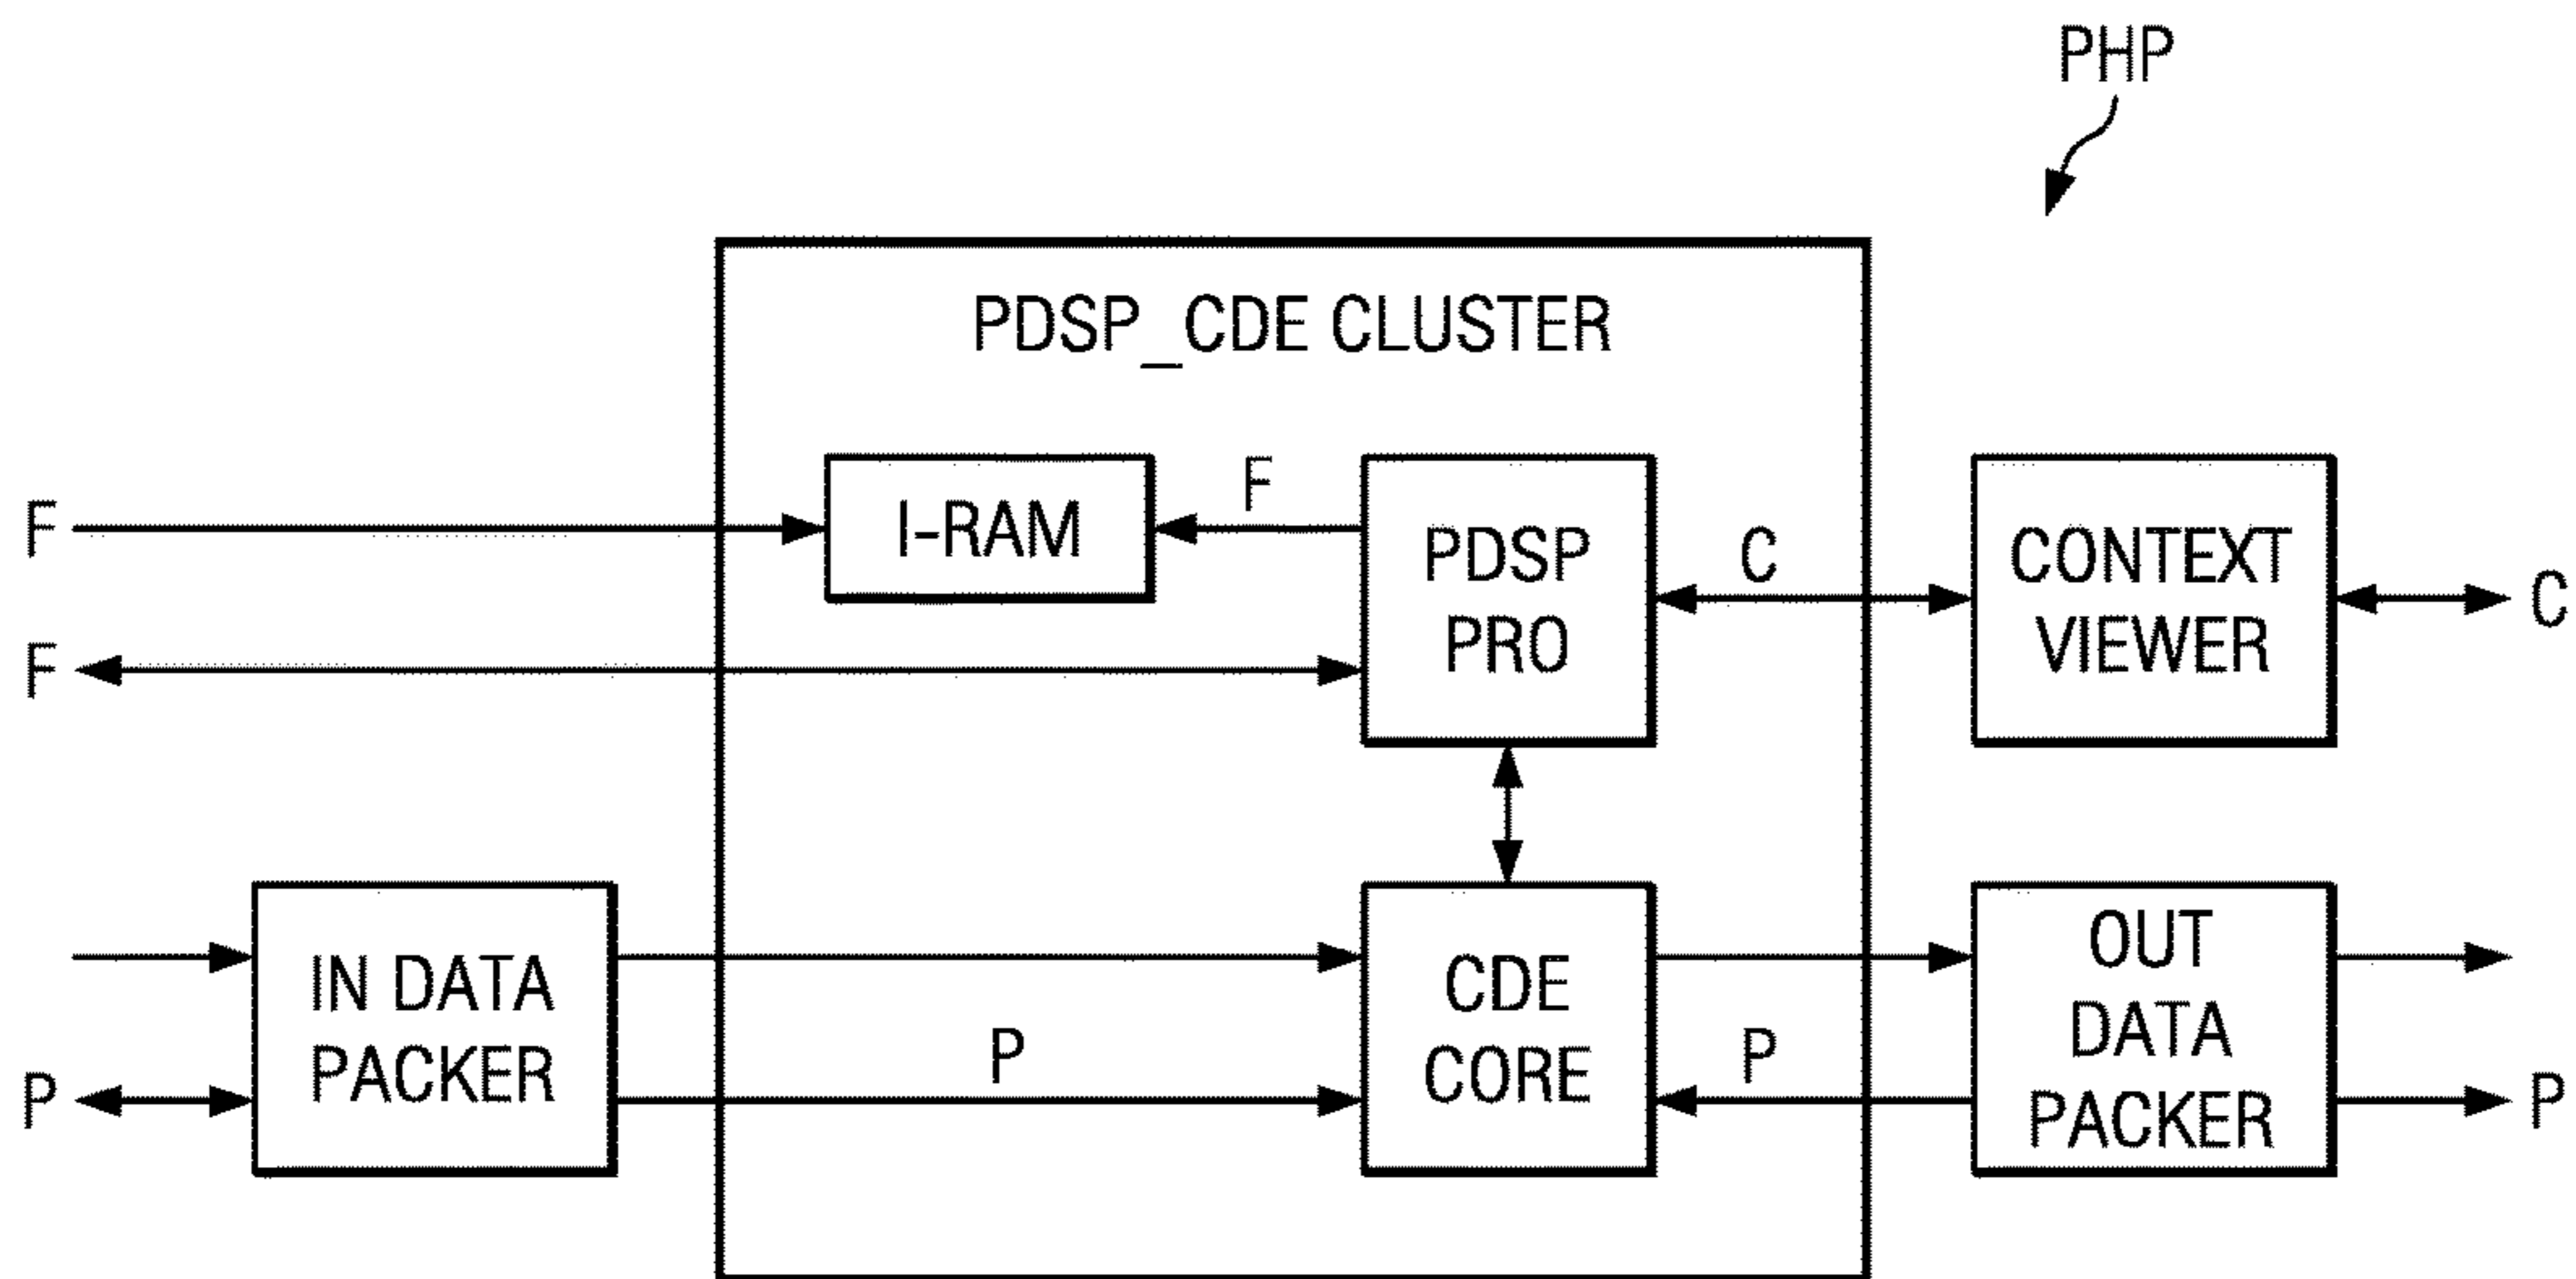 PHP
PDSP_CDE CLUSTER
F
I-RAM
F
PDSP
PRO
C
CONTEXT
VIEWER
C
F
IN DATA
PACKER
P
P
CDE
CORE
P
OUT
DATA
PACKER
P